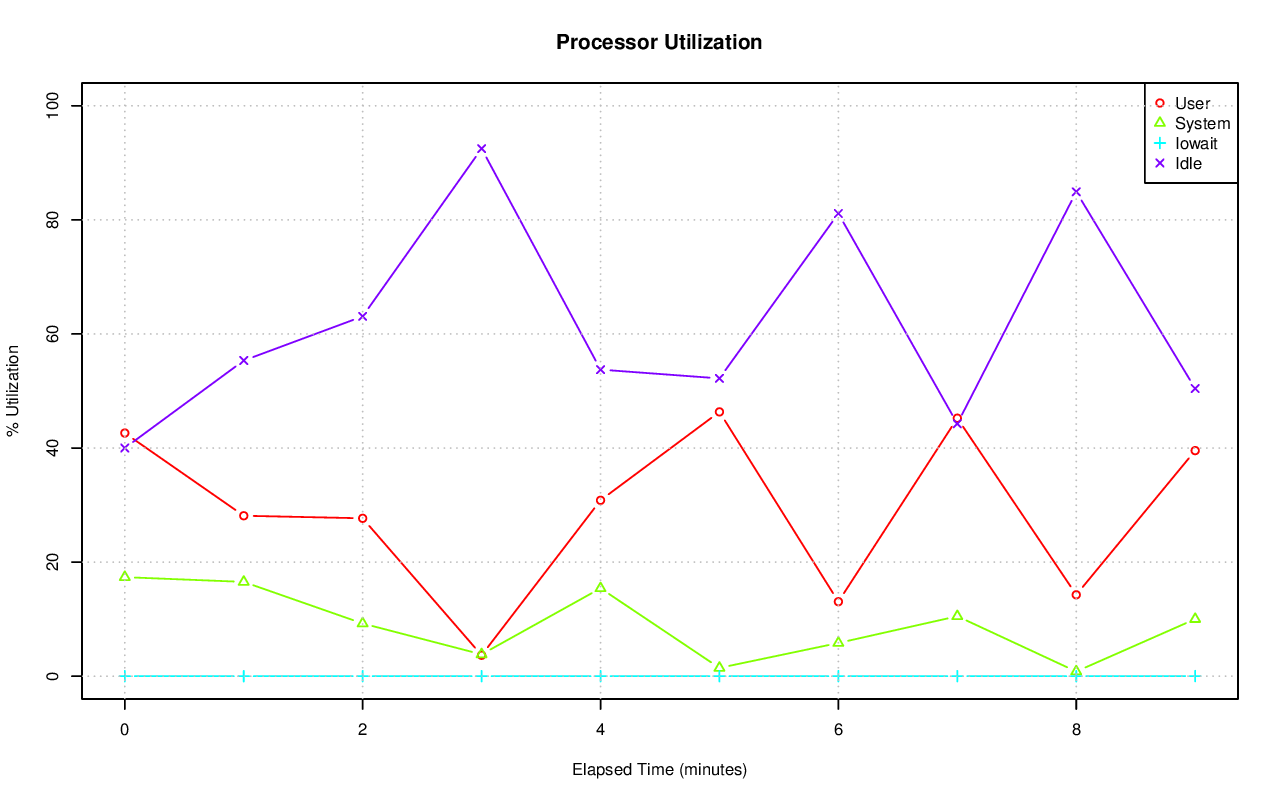 Processor Utilization
100
80
60
40
20
0
% Utilization
User
System
Iowait
Idle
0 2 4 6 8
Elapsed Time (minutes)